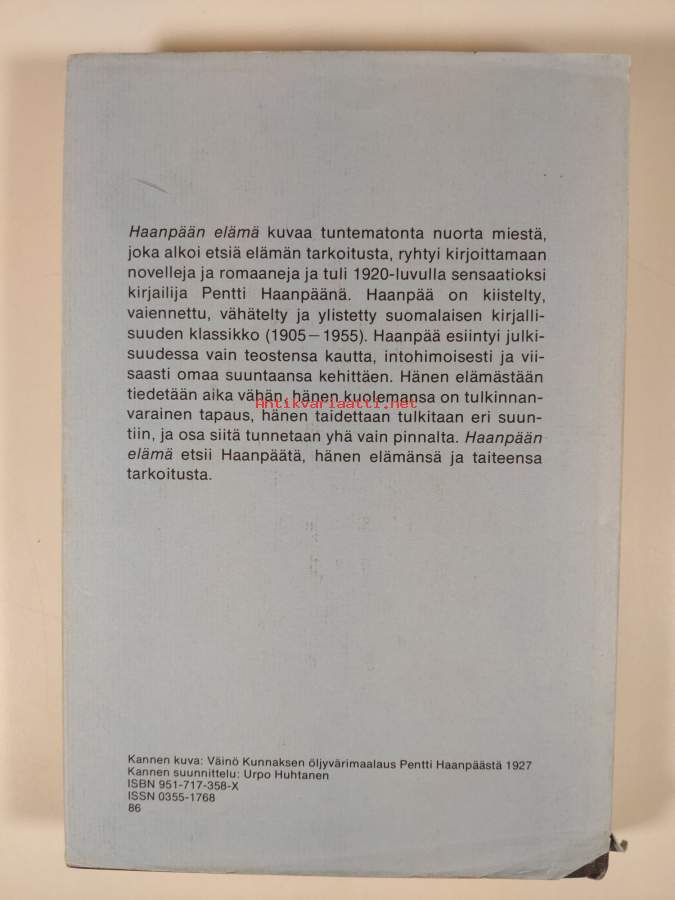 Haanpään elämä kuvaa tuntematonta nuorta miestä,
joka alkoi etsiä elämän tarkoitusta, ryhtyi kirjoittamaan
novelleja ja romaaneja ja tuli 1920-luvulla sensaatioksi
kirjailija Pentti Haanpäänä. Haanpää on kiistelty,
vaiennettu, vähätelty ja ylistetty suomalaisen kirjalli-
suuden klassikko (1905–1955). Haanpää esiintyi julki-
suudessa vain teostensa kautta, intohimoisesti ja vii-
saasti omaa suuntaansa kehittäen. Hänen elämästään
tiedetään aika vähän, hänen kuolemansa on tulkinnan-
Antikvariaatti.net
varainen tapaus, hänen taidettaan tulkitaan eri suun-
tiin, ja osa siitä tunnetaan yhä vain pinnalta. Haanpään
elämä etsii Haanpäätä, hänen elämänsä ja taiteensa
tarkoitusta.
Kannen kuva: Väinö Kunnaksen öljyvärimaalaus Pentti Haanpäästä 1927
Kannen suunnittelu: Urpo Huhtanen
ISBN 951-717-358-X
ISSN 0355-1768
86